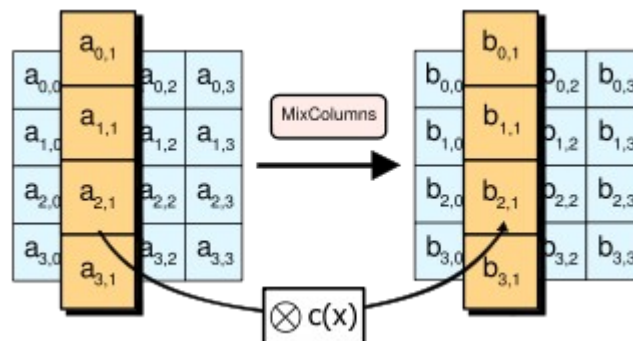 a0,1 b0,1
a0,0 a0,2 a0,3 b0,0 b0,2 b0,3
MixColumns
a1,1 b1,1
a1,0 a1,2 a1,3 b1,0 b1,2 b1,3
a2,0 a2,1 a2,2 a2,3 b2,0 b2,1 b2,2 b2,3
a3,0 a3,1 a3,2 a3,3 b3,0 b3,1 b3,2 b3,3
⊗ c(x)